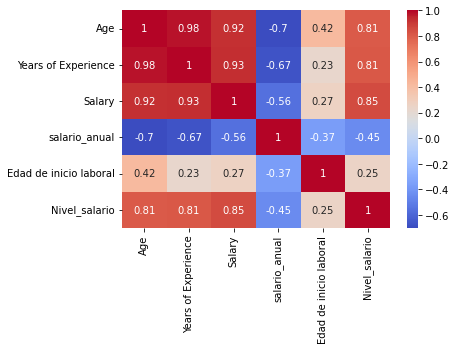 Age 1 0.98 0.92 -0.7 0.42 0.81
Years of Experience 0.98 1 0.93 -0.67 0.23 0.81
Salary 0.92 0.93 1 -0.56 0.27 0.85
salario_anual -0.7 -0.67 -0.56 1 -0.37 -0.45
Edad de inicio laboral 0.42 0.23 0.27 -0.37 1 0.25
Nivel_salario 0.81 0.81 0.85 -0.45 0.25 1
Age
Years of Experience
Salary
salario_anual
Edad de inicio laboral
Nivel_salario
1.0
0.8
0.6
0.4
0.2
0.0
−0.2
−0.4
−0.6